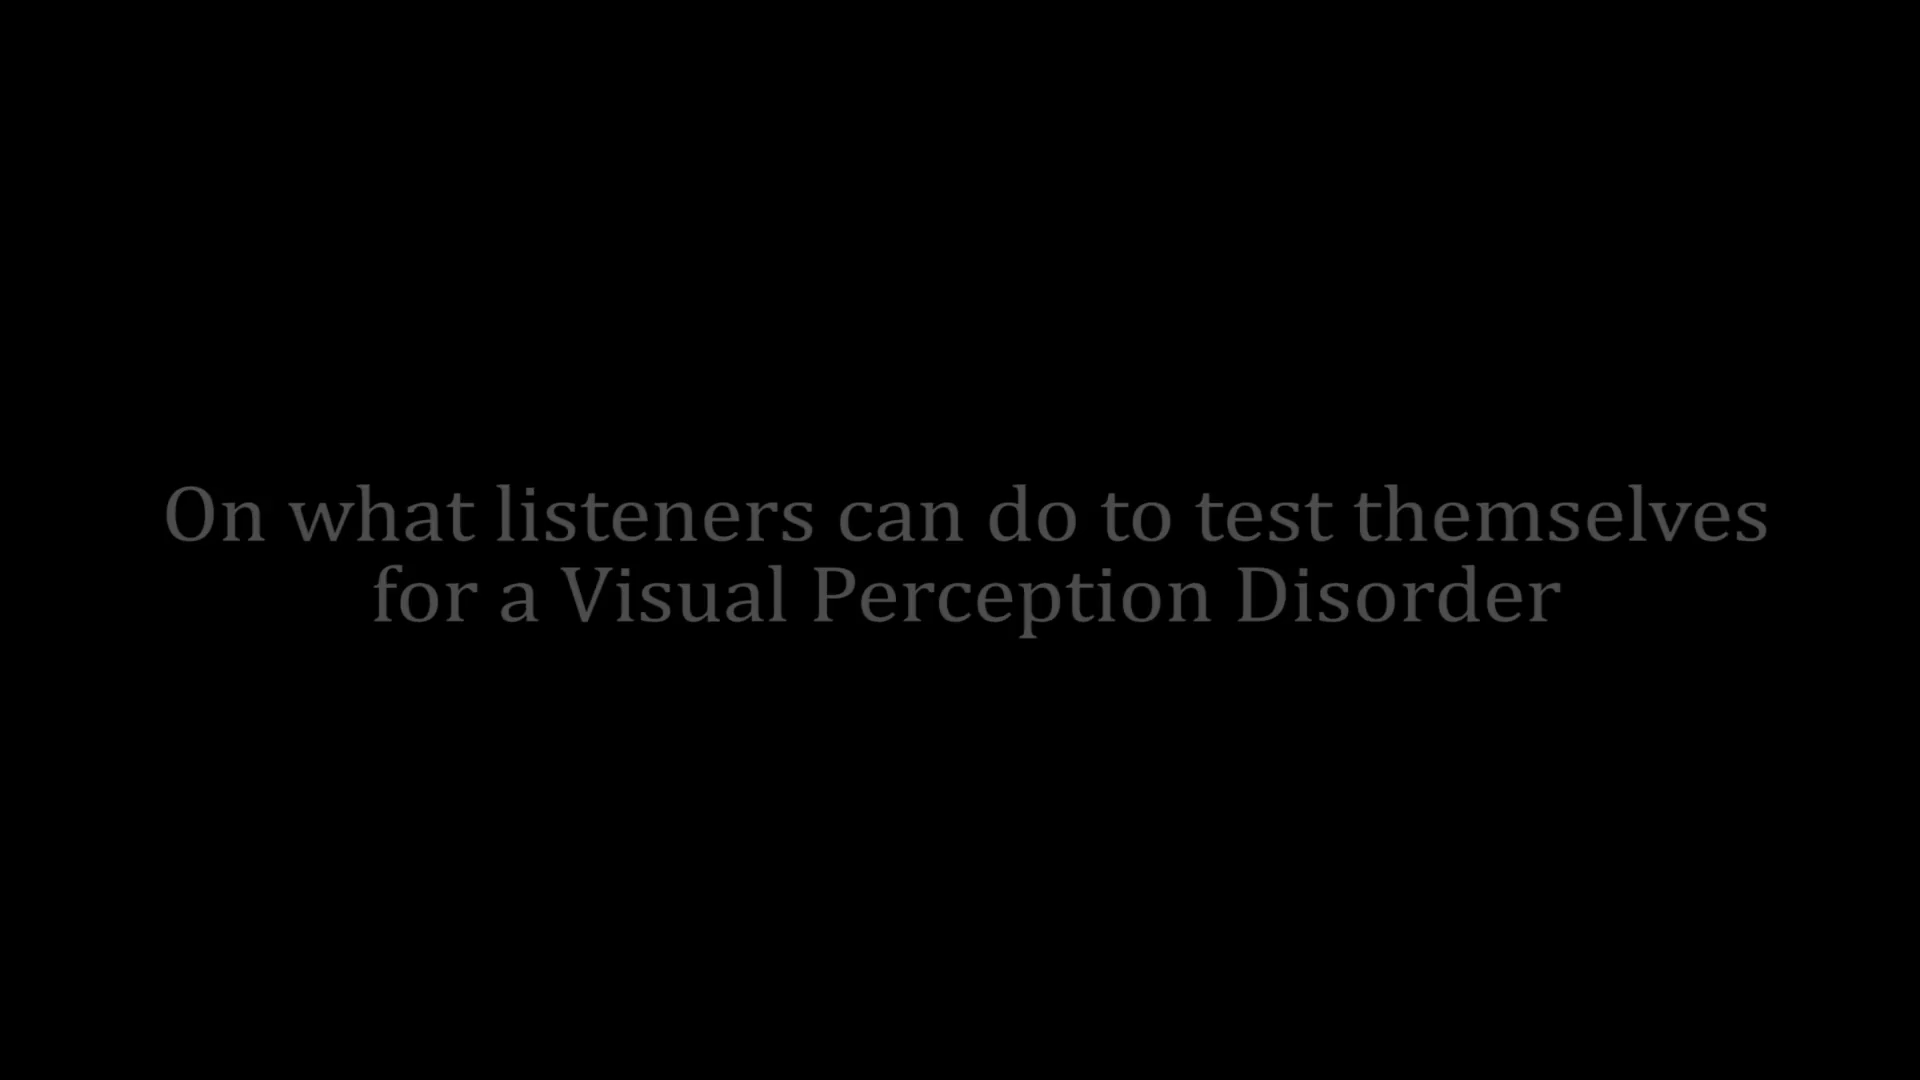 On what listeners can do to test themselves
for a Visual Perception Disorder